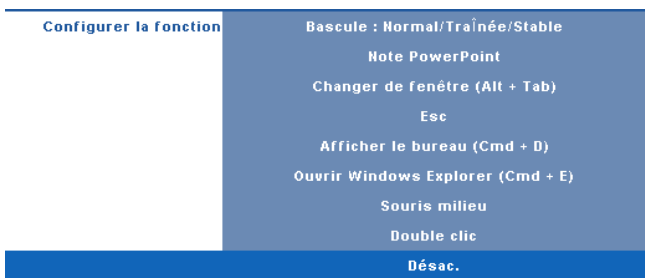 Configurer la fonction Bascule : Normal/Traînée/Stable
Note PowerPoint
Changer de fenêtre (Alt + Tab)
Esc
Afficher le bureau (Cmd + D)
Ouvrir Windows Explorer (Cmd + E)
Souris milieu
Double clic
Désac.